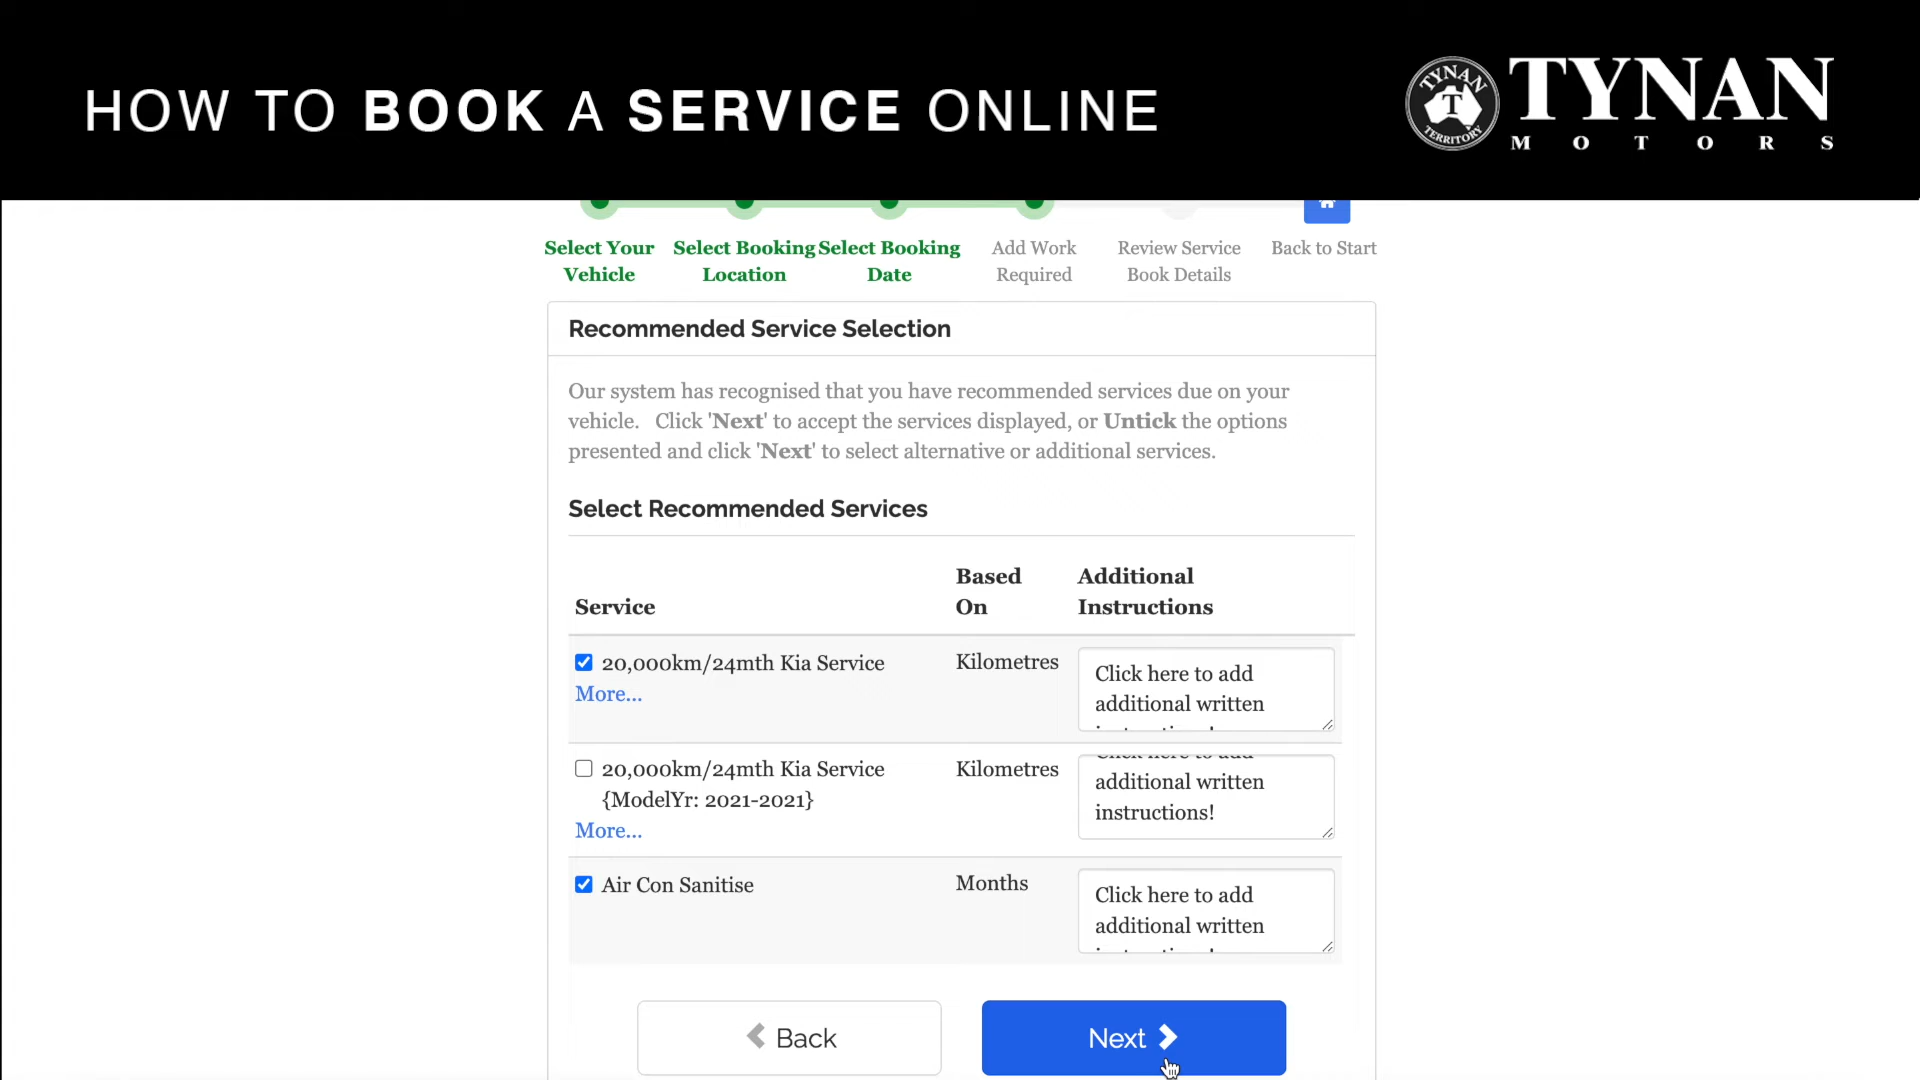 HOW TO BOOK A SERVICE ONLINE
TYNAN
TERRITORY
T
TYNAN
MOTORS
Select Your
Vehicle
Select Booking
Location
Select Booking
Date
Add Work
Required
Review Service
Book Details
Back to Start
Recommended Service Selection
Our system has recognised that you have recommended services due on your
vehicle. Click 'Next' to accept the services displayed, or Untick the options
presented and click 'Next' to select alternative or additional services.
Select Recommended Services
Service
Based
On
Additional
Instructions
20,000km/24mth Kia Service
More...
Kilometres
Click here to add
additional written
20,000km/24mth Kia Service
{ModelYr: 2021-2021}
More...
Kilometres
additional written
instructions!
Air Con Sanitise
Months
Click here to add
additional written
Back
Next